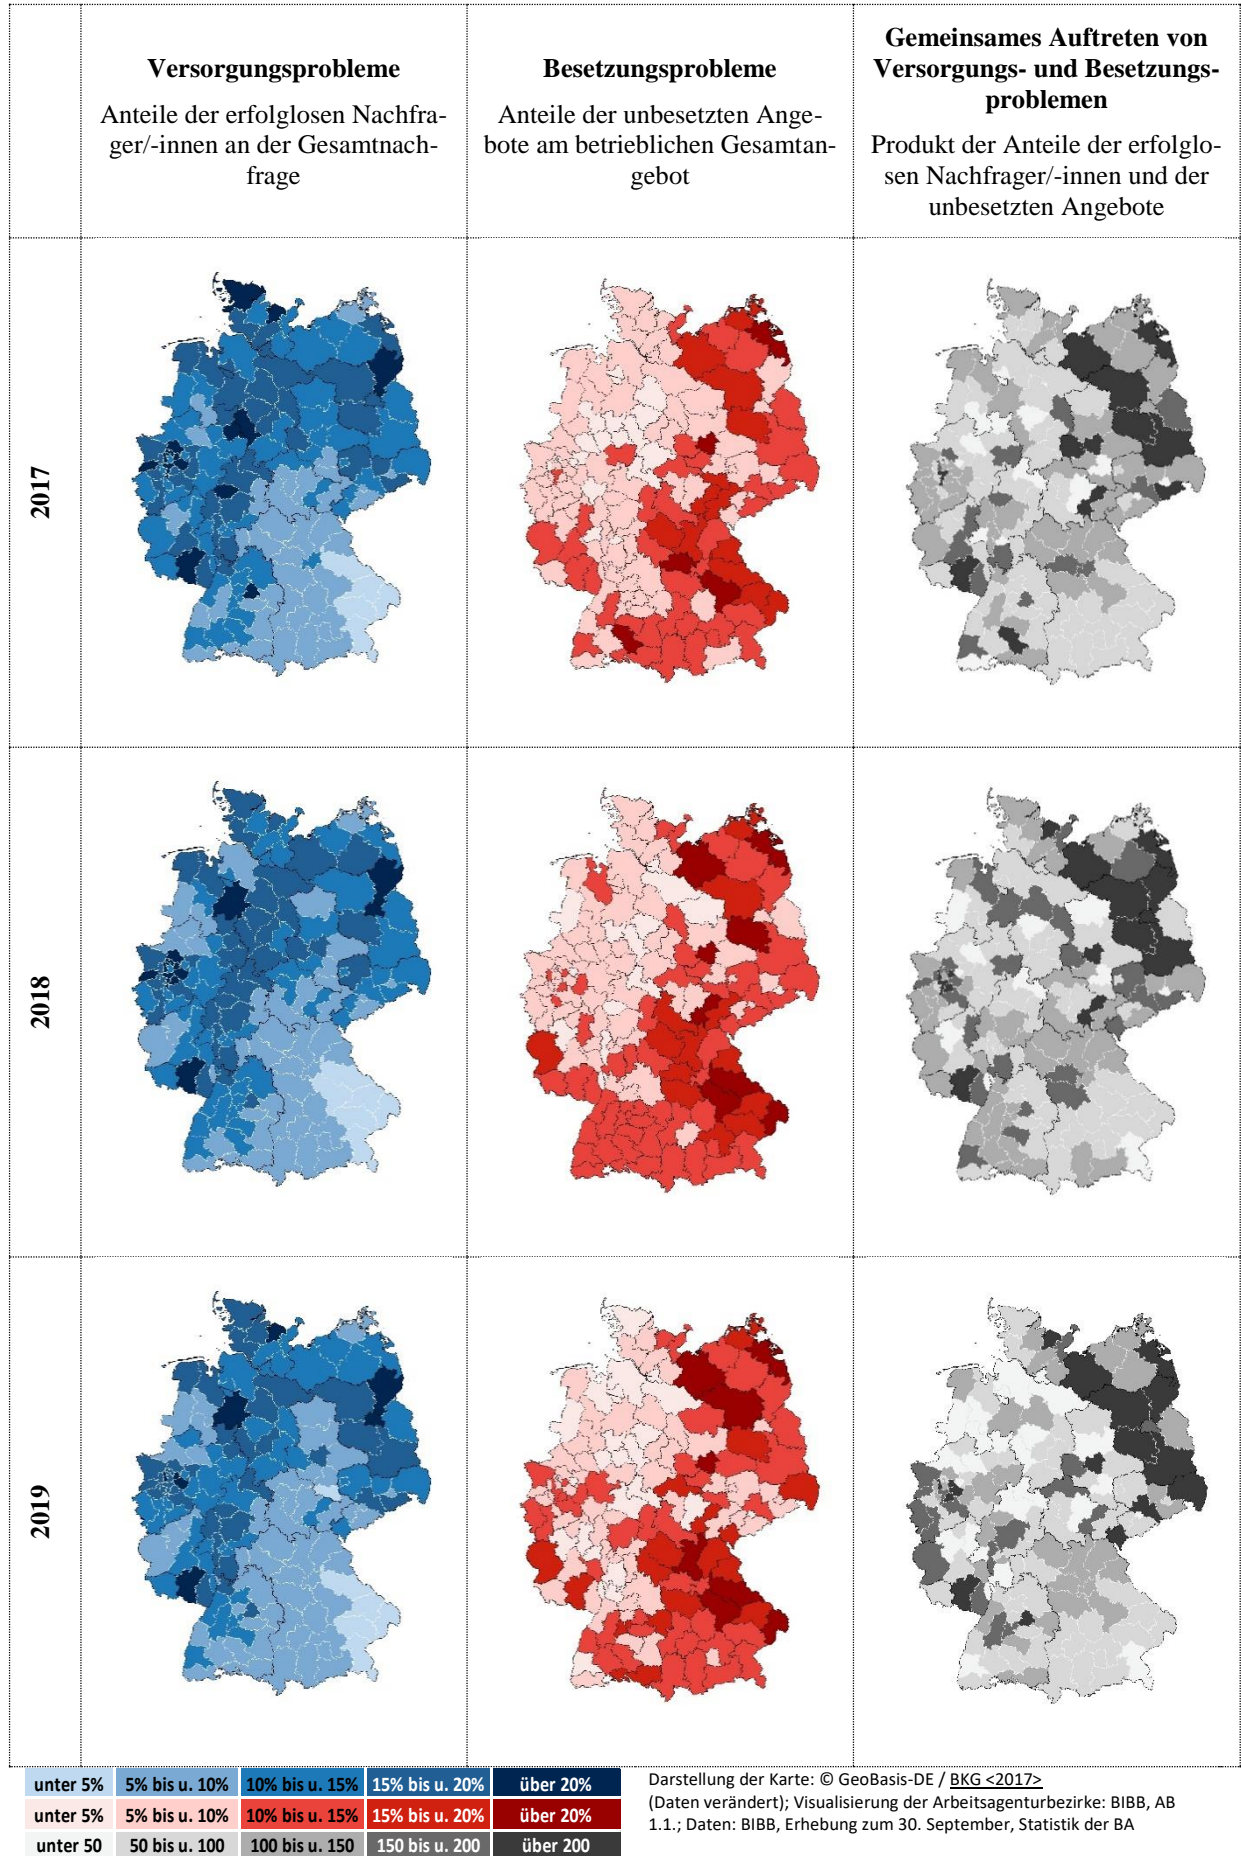 Versorgungsprobleme
Anteile der erfolglosen Nachfra-
ger/-innen an der Gesamtnach-
frage
Besetzungsprobleme
Anteile der unbesetzten Ange-
bote am betrieblichen Gesamtan-
gebot
Gemeinsames Auftreten von
Versorgungs- und Besetzungs-
problemen
Produkt der Anteile der erfolglo-
sen Nachfrager/-innen und der
unbesetzten Angebote
2017
2018
2019
unter 5% 5% bis u. 10% 10% bis u. 15% 15% bis u. 20% über 20%
unter 5% 5% bis u. 10% 10% bis u. 15% 15% bis u. 20% über 20%
unter 50 50 bis u. 100 100 bis u. 150 150 bis u. 200 über 200
Darstellung der Karte: © GeoBasis-DE / BKG <2017>
(Daten verändert); Visualisierung der Arbeitsagenturbezirke: BIBB, AB
1.1.; Daten: BIBB, Erhebung zum 30. September, Statistik der BA